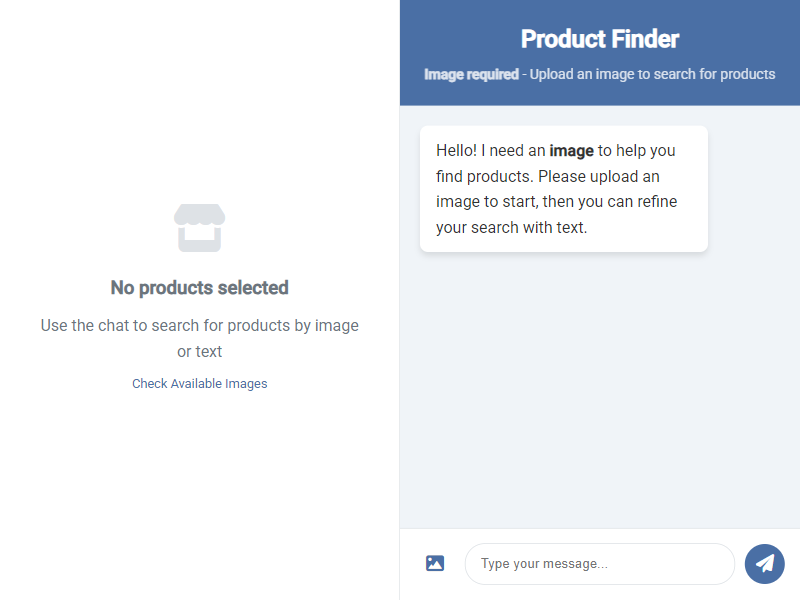 No products selected
Use the chat to search for products by image
or text
Check Available Images
Product Finder
Image required - Upload an image to search for products
Hello! I need an image to help you
find products. Please upload an
image to start, then you can refine
your search with text.
Type your message...